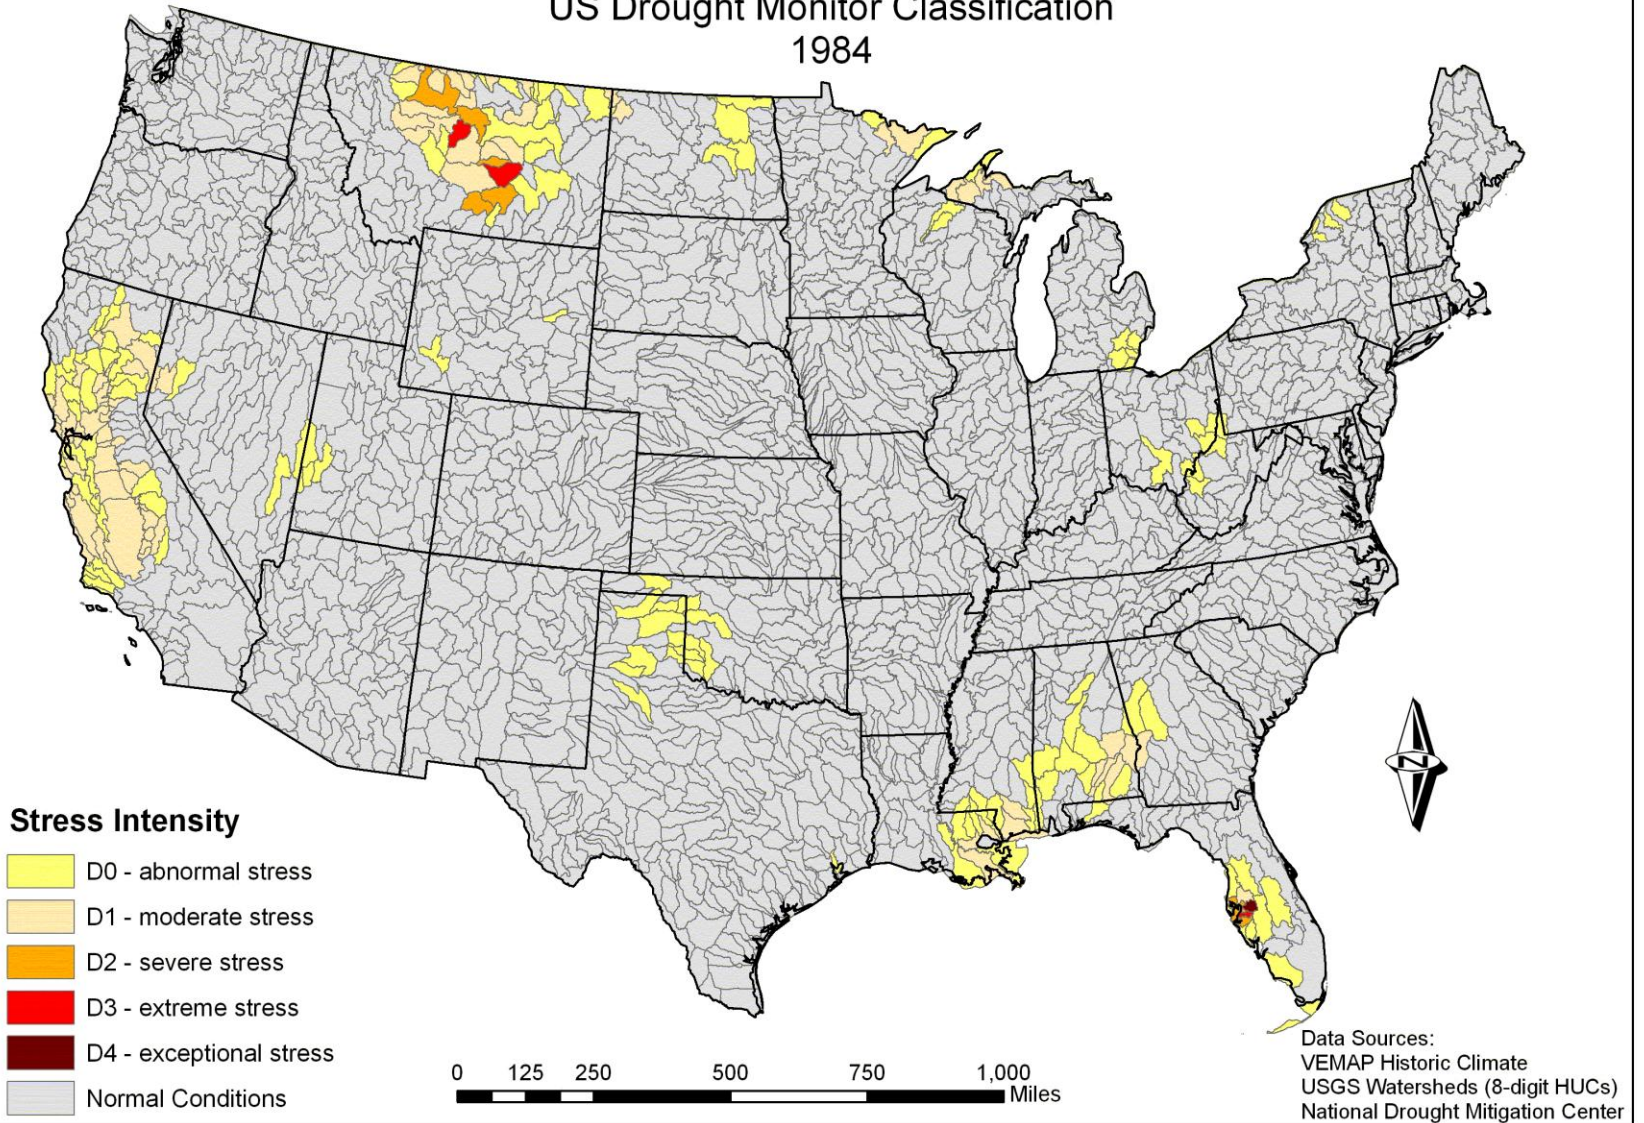 US Drought Monitor Classification
1984
Stress Intensity
D0 - abnormal stress
D1 - moderate stress
D2 - severe stress
D3 - extreme stress
D4 - exceptional stress
Normal Conditions
0 125 250 500 750 1,000
Miles
N
Data Sources:
VEMAP Historic Climate
USGS Watersheds (8-digit HUCs)
National Drought Mitigation Center